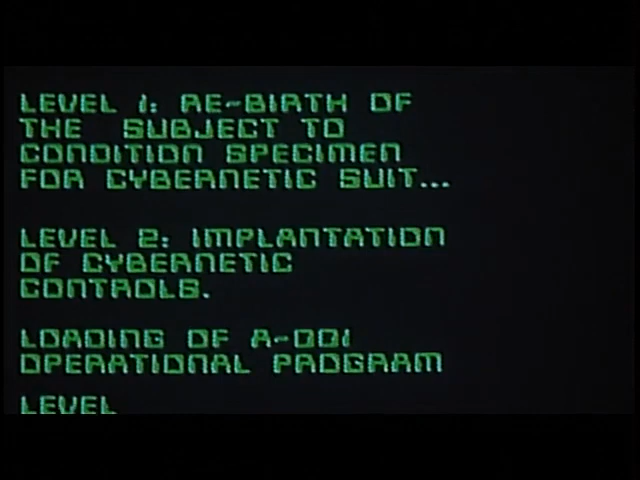 LEVEL 1: RE-BIRTH OF
THE SUBJECT TO
CONDITION SPECIMEN
FOR CYBERNETIC SUIT...
LEVEL 2: IMPLANTATION
OF CYBERNETIC
CONTROLS.
LOADING OF A-001
OPERATIONAL PROGRAM
LEVEL